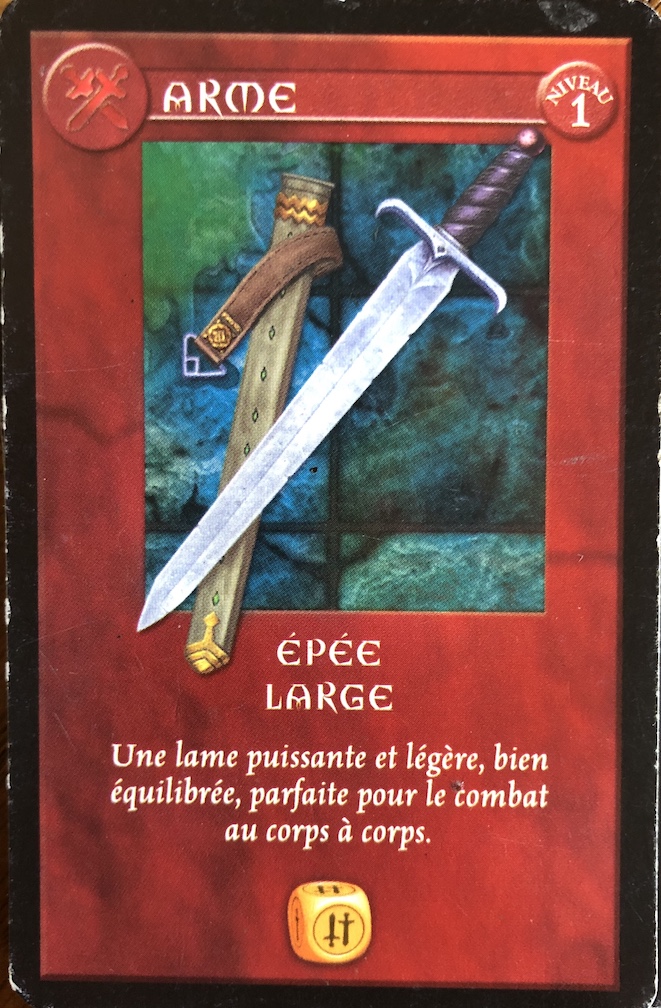 ARME
NIVEAU
1
ÉPÉE
LARGE
Une lame puissante et légère, bien
équilibrée, parfaite pour le combat
au corps à corps.